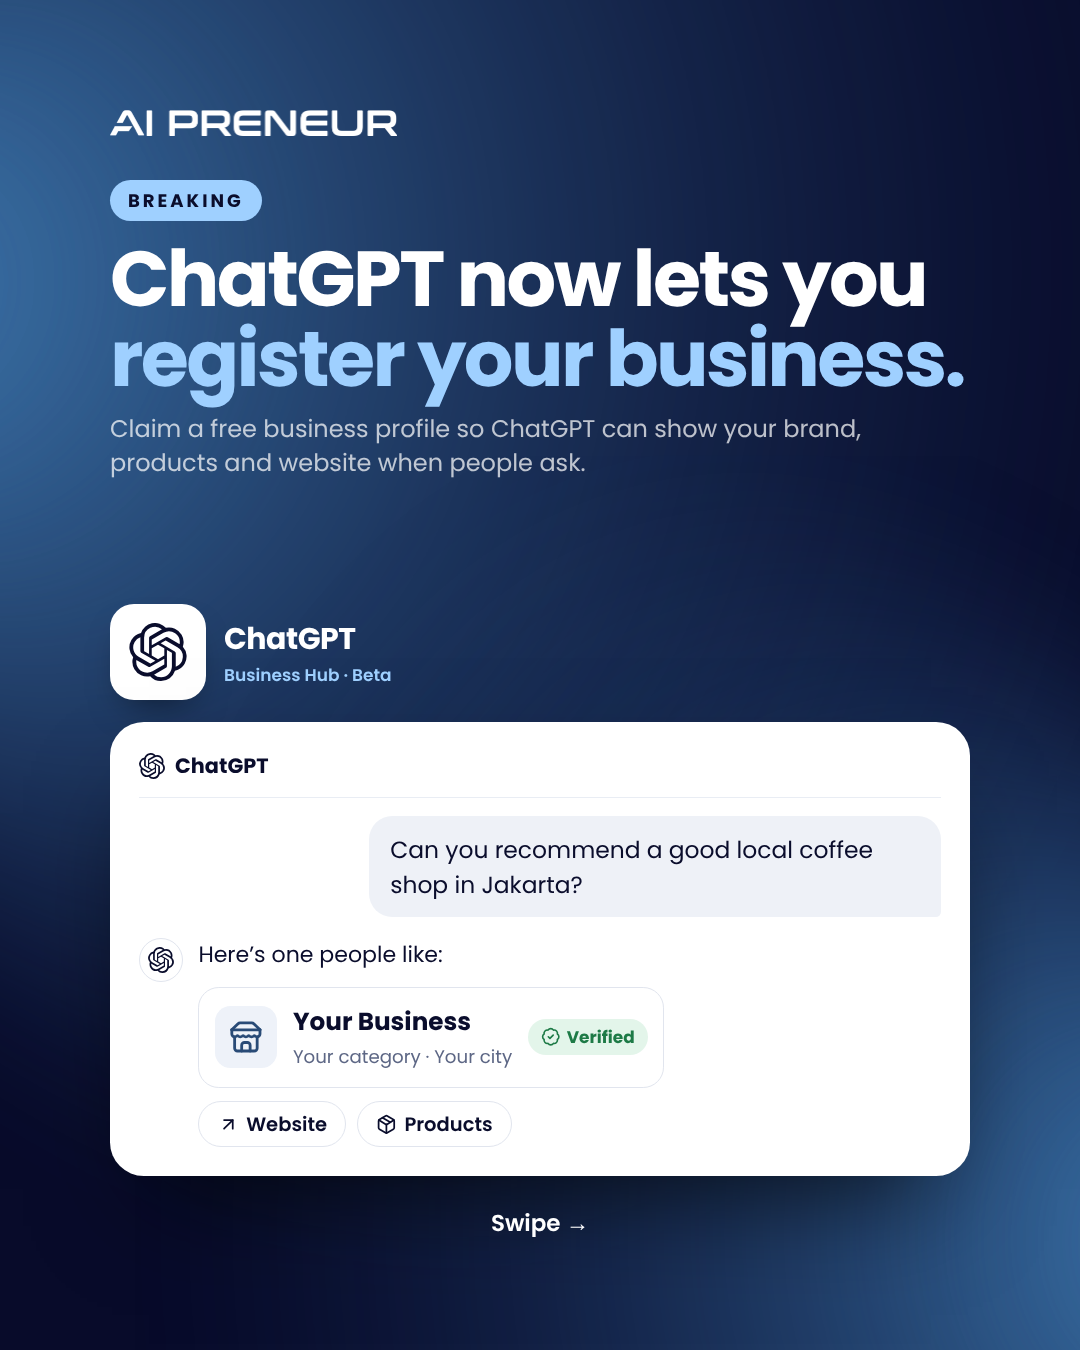 AI PRENEUR
BREAKING
ChatGPT now lets you
register your business.
Claim a free business profile so ChatGPT can show your brand,
products and website when people ask.
ChatGPT
Business Hub · Beta
ChatGPT
Can you recommend a good local coffee
shop in Jakarta?
Here’s one people like:
Your Business
Your category · Your city
Verified
Website
Products
Swipe →